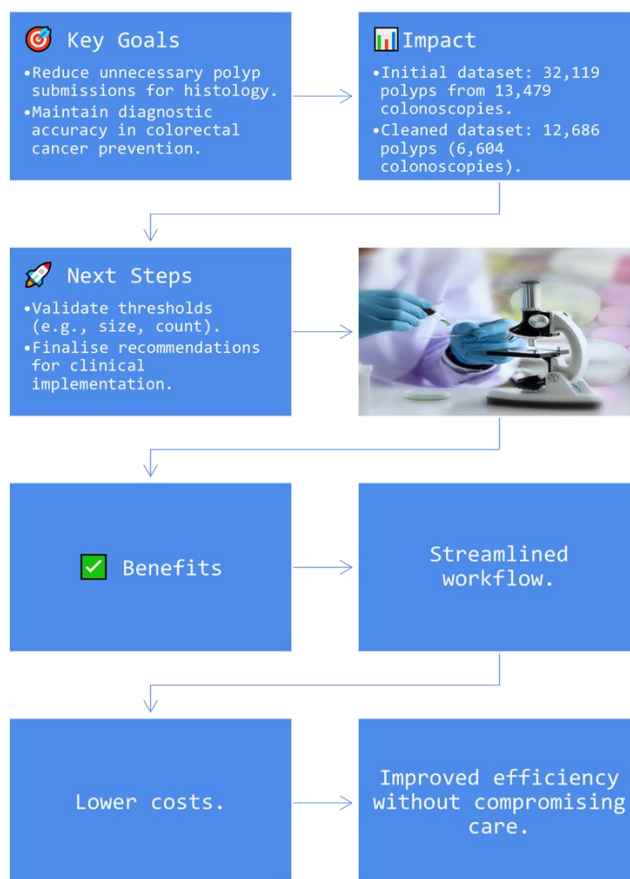 Key Goals
•Reduce unnecessary polyp
submissions for histology.
•Maintain diagnostic
accuracy in colorectal
cancer prevention.
Impact
•Initial dataset: 32,119
polyps from 13,479
colonoscopies.
•Cleaned dataset: 12,686
polyps (6,604
colonoscopies).
Next Steps
•Validate thresholds
(e.g., size, count).
•Finalise recommendations
for clinical
implementation.
Benefits
Streamlined
workflow.
Lower costs.
Improved efficiency
without compromising
care.